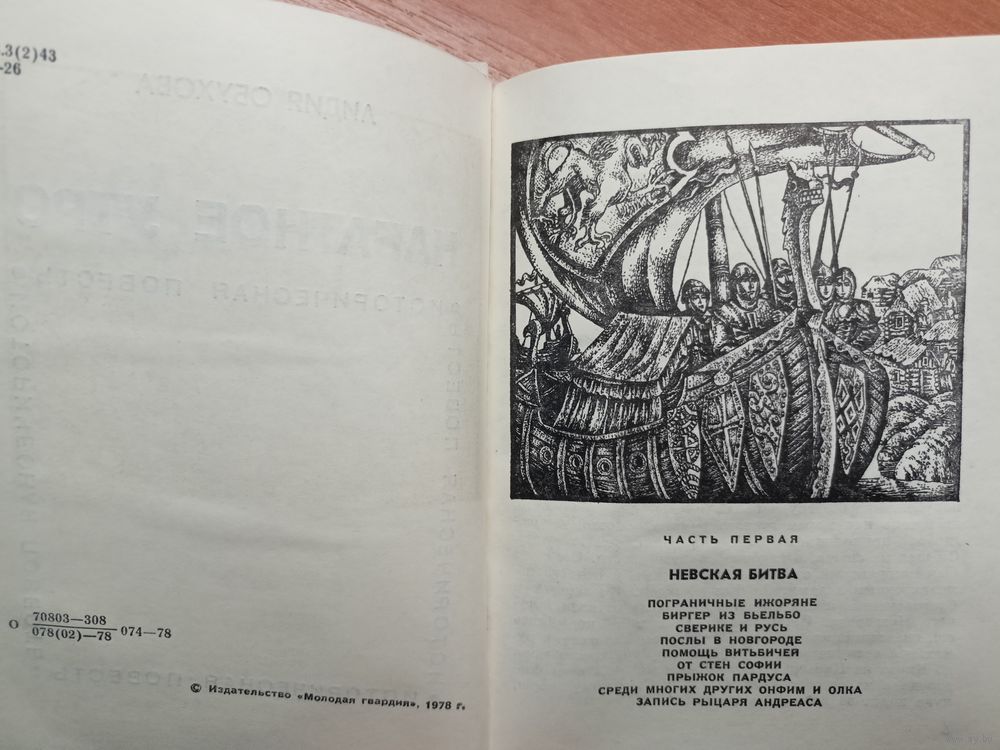 .3(2)43
-26
О 70803—308
078(02)—78 074—78
© Издательство «Молодая гвардия», 1978 г.
ЧАСТЬ ПЕРВАЯ
НЕВСКАЯ БИТВА
ПОГРАНИЧНЫЕ ИЖОРЯНЕ
БИРГЕР ИЗ БЬЕЛЬБО
СВЕРИКЕ И РУСЬ
ПОСЛЫ В НОВГОРОДЕ
ПОМОЩЬ ВИТЬБИЧЕЙ
ОТ СТЕН СОФИИ
ПРЫЖОК ПАРДУСА
СРЕДИ МНОГИХ ДРУГИХ ОНФИМ И ОЛКА
ЗАПИСЬ РЫЦАРЯ АНДРЕАСА